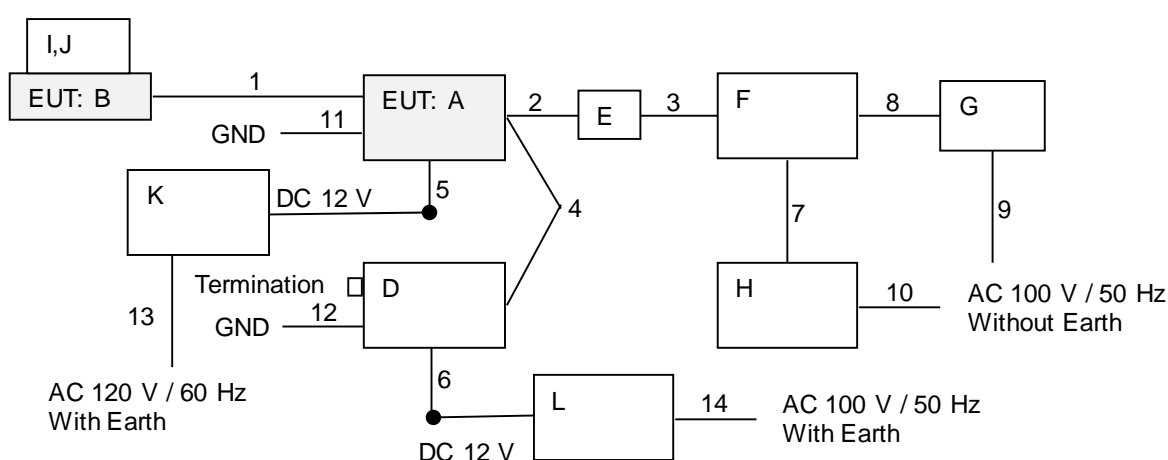 I,J
EUT: B
1
EUT: A
2
E
3
F
8
G
11
GND
K
DC 12 V
5
4
7
9
Termination
D
H
10
AC 100 V / 50 Hz
Without Earth
13
12
GND
6
AC 120 V / 60 Hz
With Earth
L
14
AC 100 V / 50 Hz
With Earth
DC 12 V